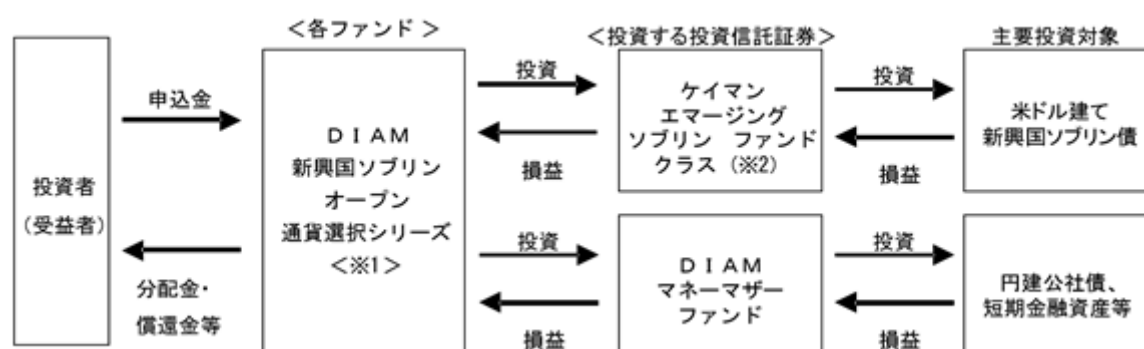 ＜各ファンド＞
＜投資する投資信託証券＞
主要投資対象
投資者
（受益者）
申込金
分配金・
償還金等
ＤＩＡＭ
新興国ソブリン
オープン
通貨選択シリーズ
＜※1＞
投資
損益
投資
損益
ケイマン
エマージング
ソブリン　ファンド
クラス（※2）
ＤＩＡＭ
マネーマザー
ファンド
投資
損益
投資
損益
米ドル建て
新興国ソブリン債
円建公社債、
短期金融資産等